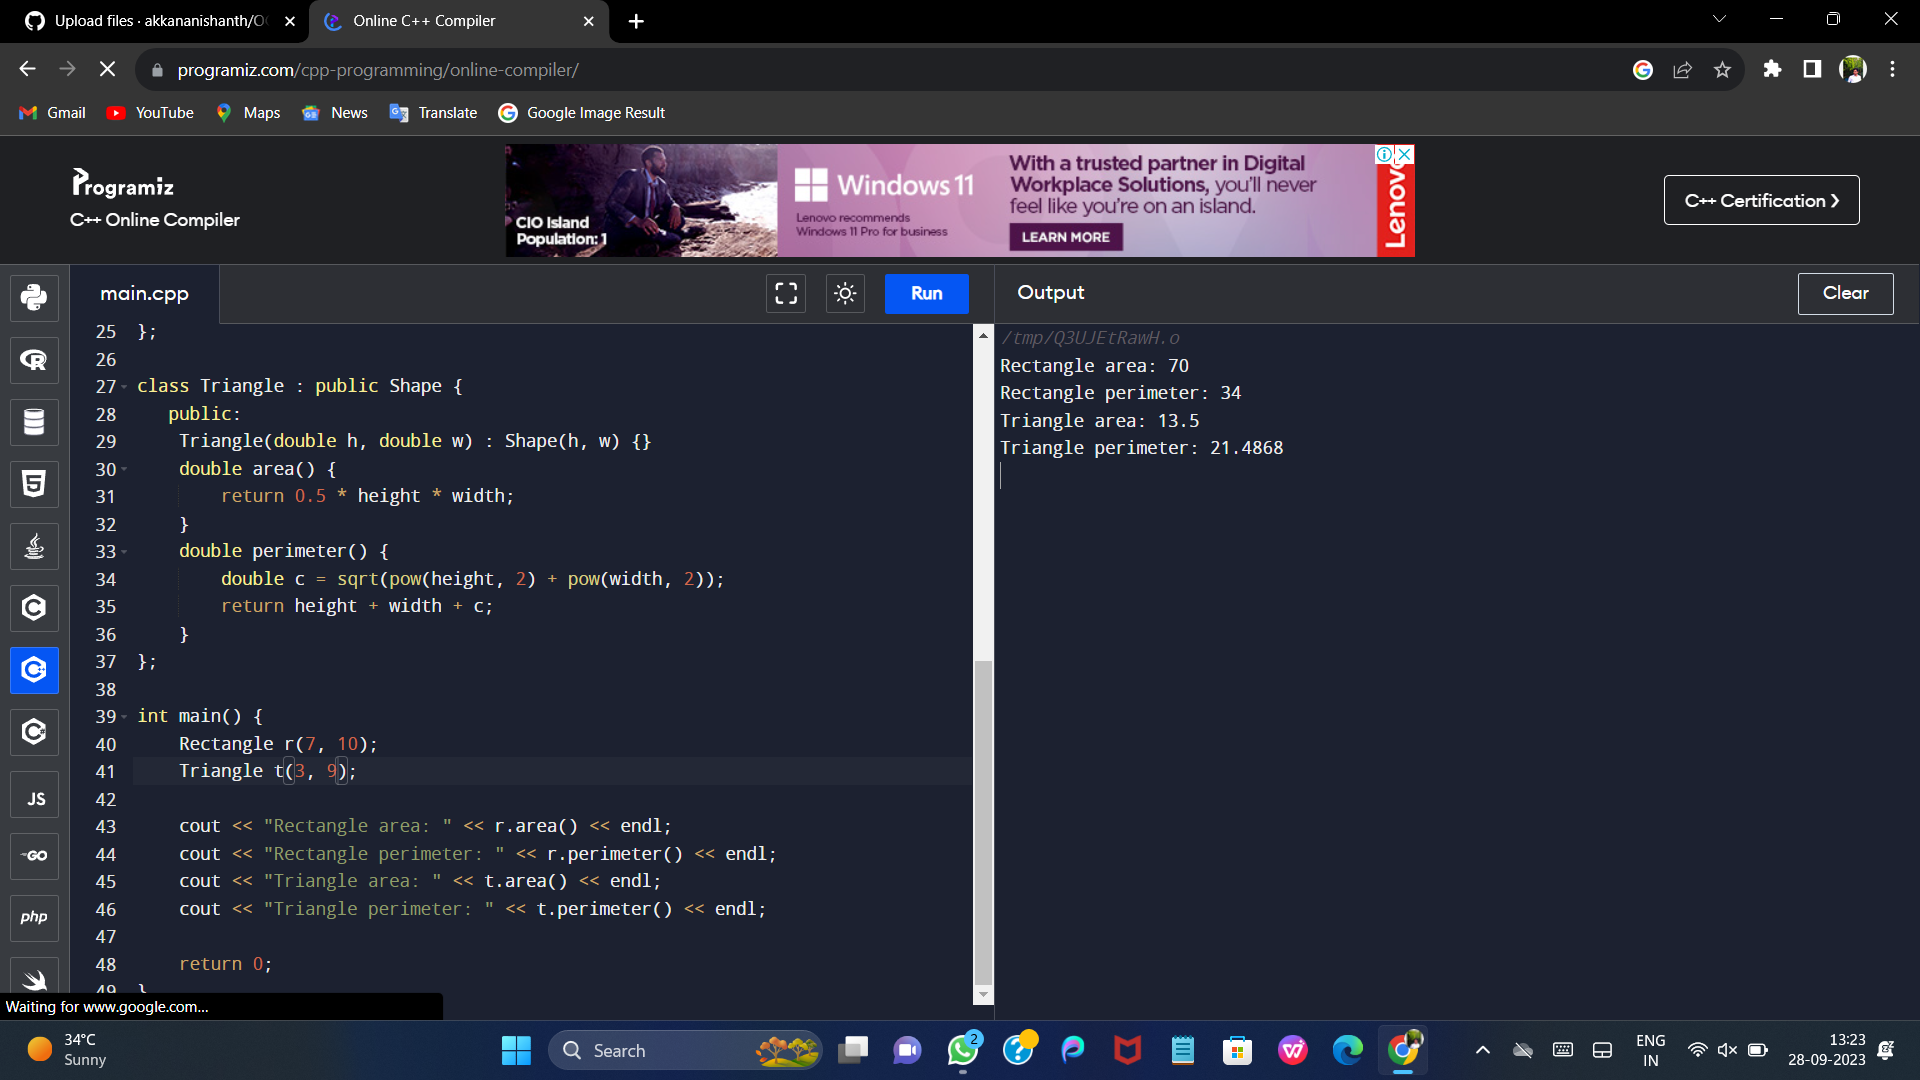 Upload files · akkananishanth/O
Online C++ Compiler
programiz.com/cpp-programming/online-compiler/
Gmail
YouTube
Maps
News
Translate
Google Image Result
Programiz
C++ Online Compiler
CIO Island
Population: 1
Windows 11
Lenovo recommends
Windows 11 Pro for business
With a trusted partner in Digital
Workplace Solutions, you'll never
feel like you're on an island.
LEARN MORE
Lenovo
C++ Certification ❯
main.cpp
Run
Output
Clear
25 };
26
27 class Triangle : public Shape {
28    public:
29     Triangle(double h, double w) : Shape(h, w) {}
30     double area() {
31         return 0.5 * height * width;
32     }
33     double perimeter() {
34         double c = sqrt(pow(height, 2) + pow(width, 2));
35         return height + width + c;
36     }
37 };
38
39 int main() {
40     Rectangle r(7, 10);
41     Triangle t(3, 9);
42
43     cout << "Rectangle area: " << r.area() << endl;
44     cout << "Rectangle perimeter: " << r.perimeter() << endl;
45     cout << "Triangle area: " << t.area() << endl;
46     cout << "Triangle perimeter: " << t.perimeter() << endl;
47
48     return 0;
49 }
/tmp/Q3UJEtRawH.o
Rectangle area: 70
Rectangle perimeter: 34
Triangle area: 13.5
Triangle perimeter: 21.4868
JS
GO
php
Waiting for www.google.com...
34°C
Sunny
Search
2
ENG
IN
13:23
28-09-2023